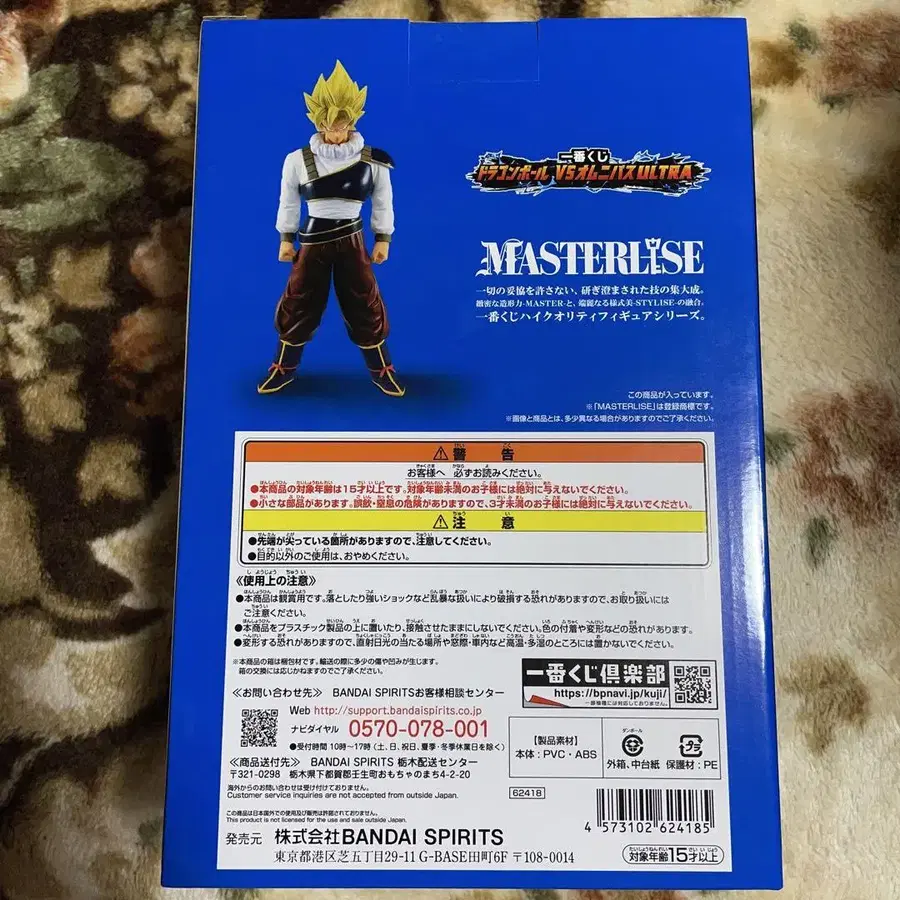 一番くじ
ドラゴンボール VSオムニバスULTRA
MASTERLISE
一切の妥協を許さない、研ぎ澄まされた技の集大成。
緻密な造形力-MASTER-と、端麗なる様式美-STYLISE-の融合。
一番くじハイクオリティフィギュアシリーズ。
この商品が入っています。
※「MASTERLISE」は登録商標です。
※画像と商品とは、多少異なる場合がありますのでご了承ください。
⚠警告
お客様へ 必ずお読みください。
●本商品の対象年齢は15才以上です。対象年齢未満のお子様には絶対に与えないでください。
●小さな部品があります。誤飲・窒息の危険がありますので、3才未満のお子様には絶対に与えないでください。
⚠注意
●先端が尖っている箇所がありますので、注意してください。
●目的以外のご使用は、おやめください。
《使用上の注意》
●本商品は観賞用です。落としたり強いショックなど乱暴な扱いにより破損する恐れがありますので、お取り扱いには
ご注意ください。
●本商品をプラスチック製品の上に置いたり、接触させたままにしないでください。色の付着や変形などの恐れがあります。
●変形する恐れがありますので、直射日光の当たる場所や窓際・車内など高温・多湿のところには置かないでください。
※本商品の箱は梱包材です。輸送の際に多少の傷や凹みが生じます。
箱の交換には応じかねますのでご了承ください。
≪お問い合わせ先≫ BANDAI SPIRITSお客様相談センター
Web http://support.bandaispirits.co.jp
ナビダイヤル 0570-078-001
●受付時間 10時〜17時(土、日、祝日、夏季・冬季休業日を除く)
≪商品送付先≫ BANDAI SPIRITS 栃木配送センター
〒321-0298 栃木県下都賀郡壬生町おもちゃのまち4-2-20
海外からのお問い合わせはお受けしておりません。
Customer service inquiries are not accepted from outside Japan.
この商品は日本国外での使用及び販売は許諾されておりません。
This product is not licensed for the use and sale outside Japan.
発売元 株式会社BANDAI SPIRITS
東京都港区芝五丁目29-11 G-BASE田町6F 〒108-0014
一番くじ倶楽部
https://bpnavi.jp/kuji/
一部機種には対応しておりません。
【製品素材】
本体:PVC・ABS
ダンボール
外箱、中台紙
プラ
保護材:PE
62418
4 573102 624185
対象年齢15才以上